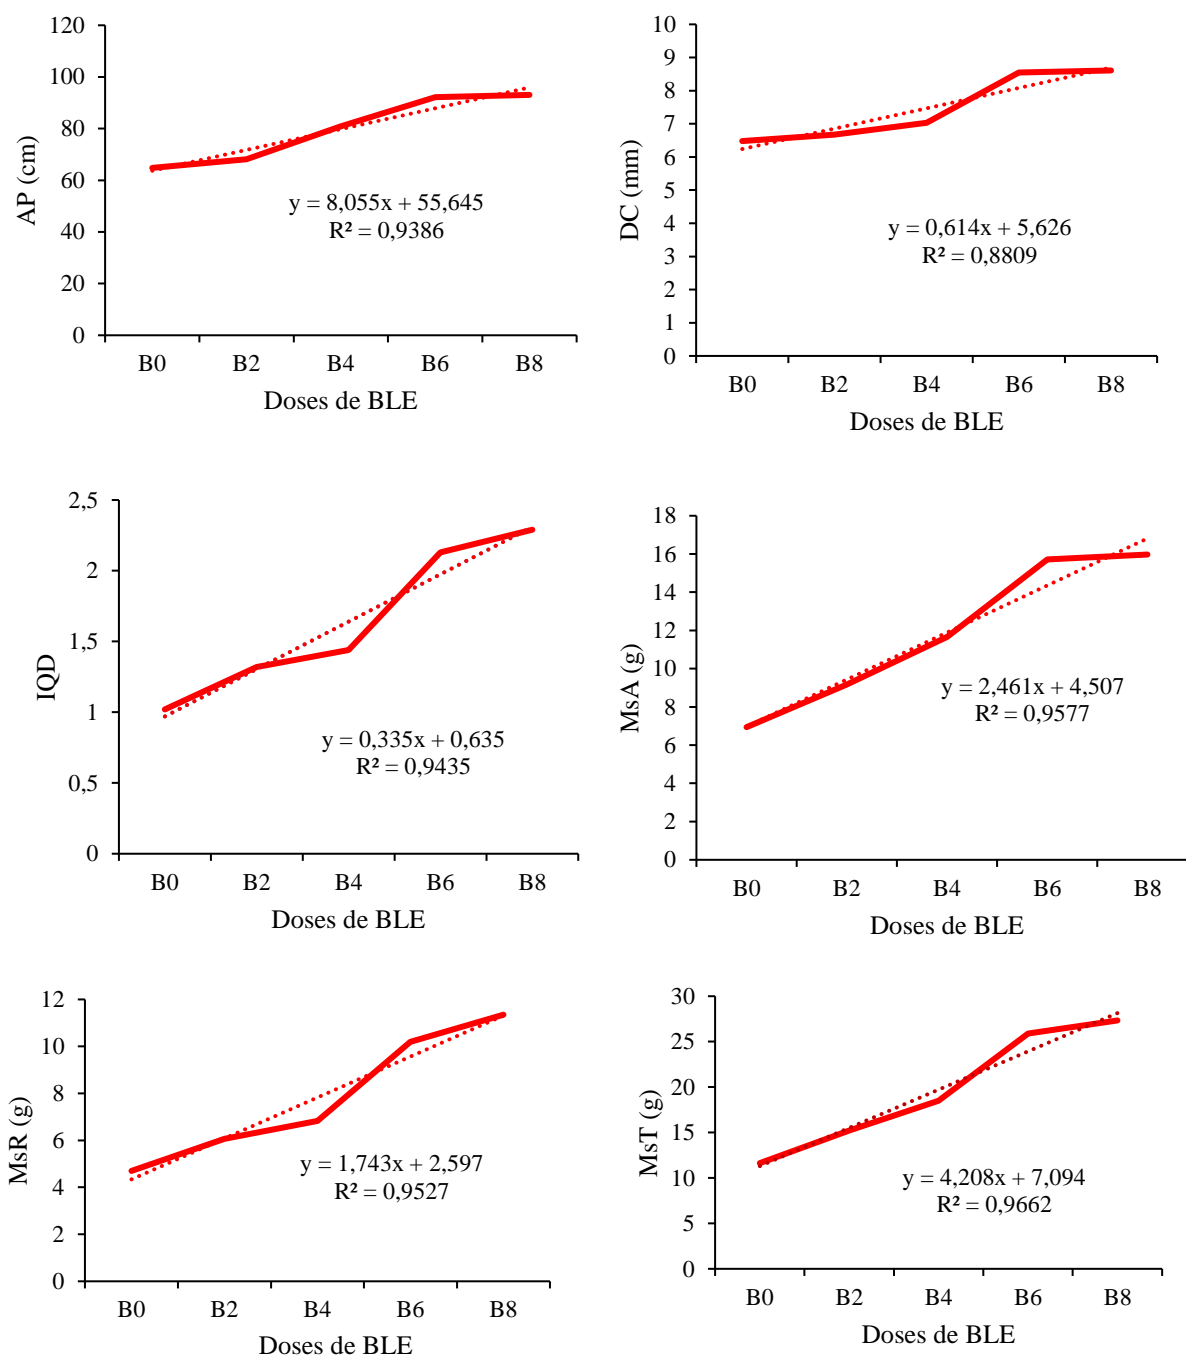 120
100
80
60
40
20
0
AP (cm)
y = 8,055x + 55,645
R² = 0,9386
B0 B2 B4 B6 B8
Doses de BLE
10
9
8
7
6
5
4
3
2
1
0
DC (mm)
y = 0,614x + 5,626
R² = 0,8809
B0 B2 B4 B6 B8
Doses de BLE
2,5
2
1,5
1
0,5
0
IQD
y = 0,335x + 0,635
R² = 0,9435
B0 B2 B4 B6 B8
Doses de BLE
18
16
14
12
10
8
6
4
2
0
MsA (g)
y = 2,461x + 4,507
R² = 0,9577
B0 B2 B4 B6 B8
Doses de BLE
12
10
8
6
4
2
0
MsR (g)
y = 1,743x + 2,597
R² = 0,9527
B0 B2 B4 B6 B8
Doses de BLE
30
25
20
15
10
5
0
MsT (g)
y = 4,208x + 7,094
R² = 0,9662
B0 B2 B4 B6 B8
Doses de BLE